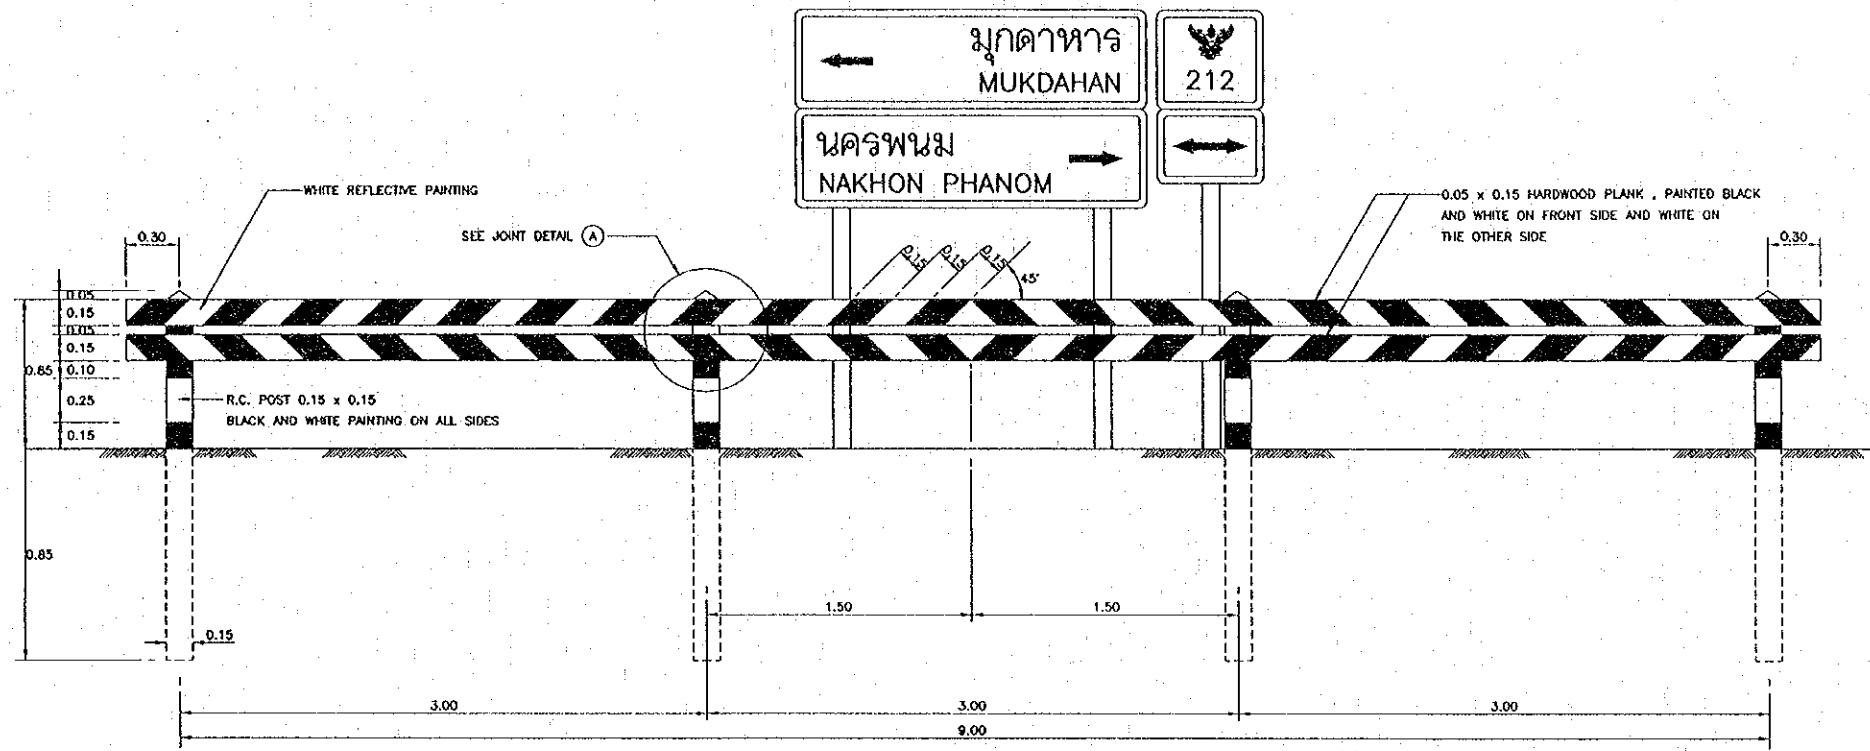 มุกดาหาร
MUKDAHAN
212
นครพนม
NAKHON PHANOM
WHITE REFLECTIVE PAINTING
SEE JOINT DETAIL A
0.05 x 0.15 HARDWOOD PLANK , PAINTED BLACK
AND WHITE ON FRONT SIDE AND WHITE ON
THE OTHER SIDE
0.30
0.30
0.15
0.15
0.15
45°
0.05
0.15
0.05
0.15
0.10
0.25
0.15
0.85
R.C. POST 0.15 x 0.15
BLACK AND WHITE PAINTING ON ALL SIDES
0.85
0.15
1.50
1.50
3.00
3.00
3.00
9.00